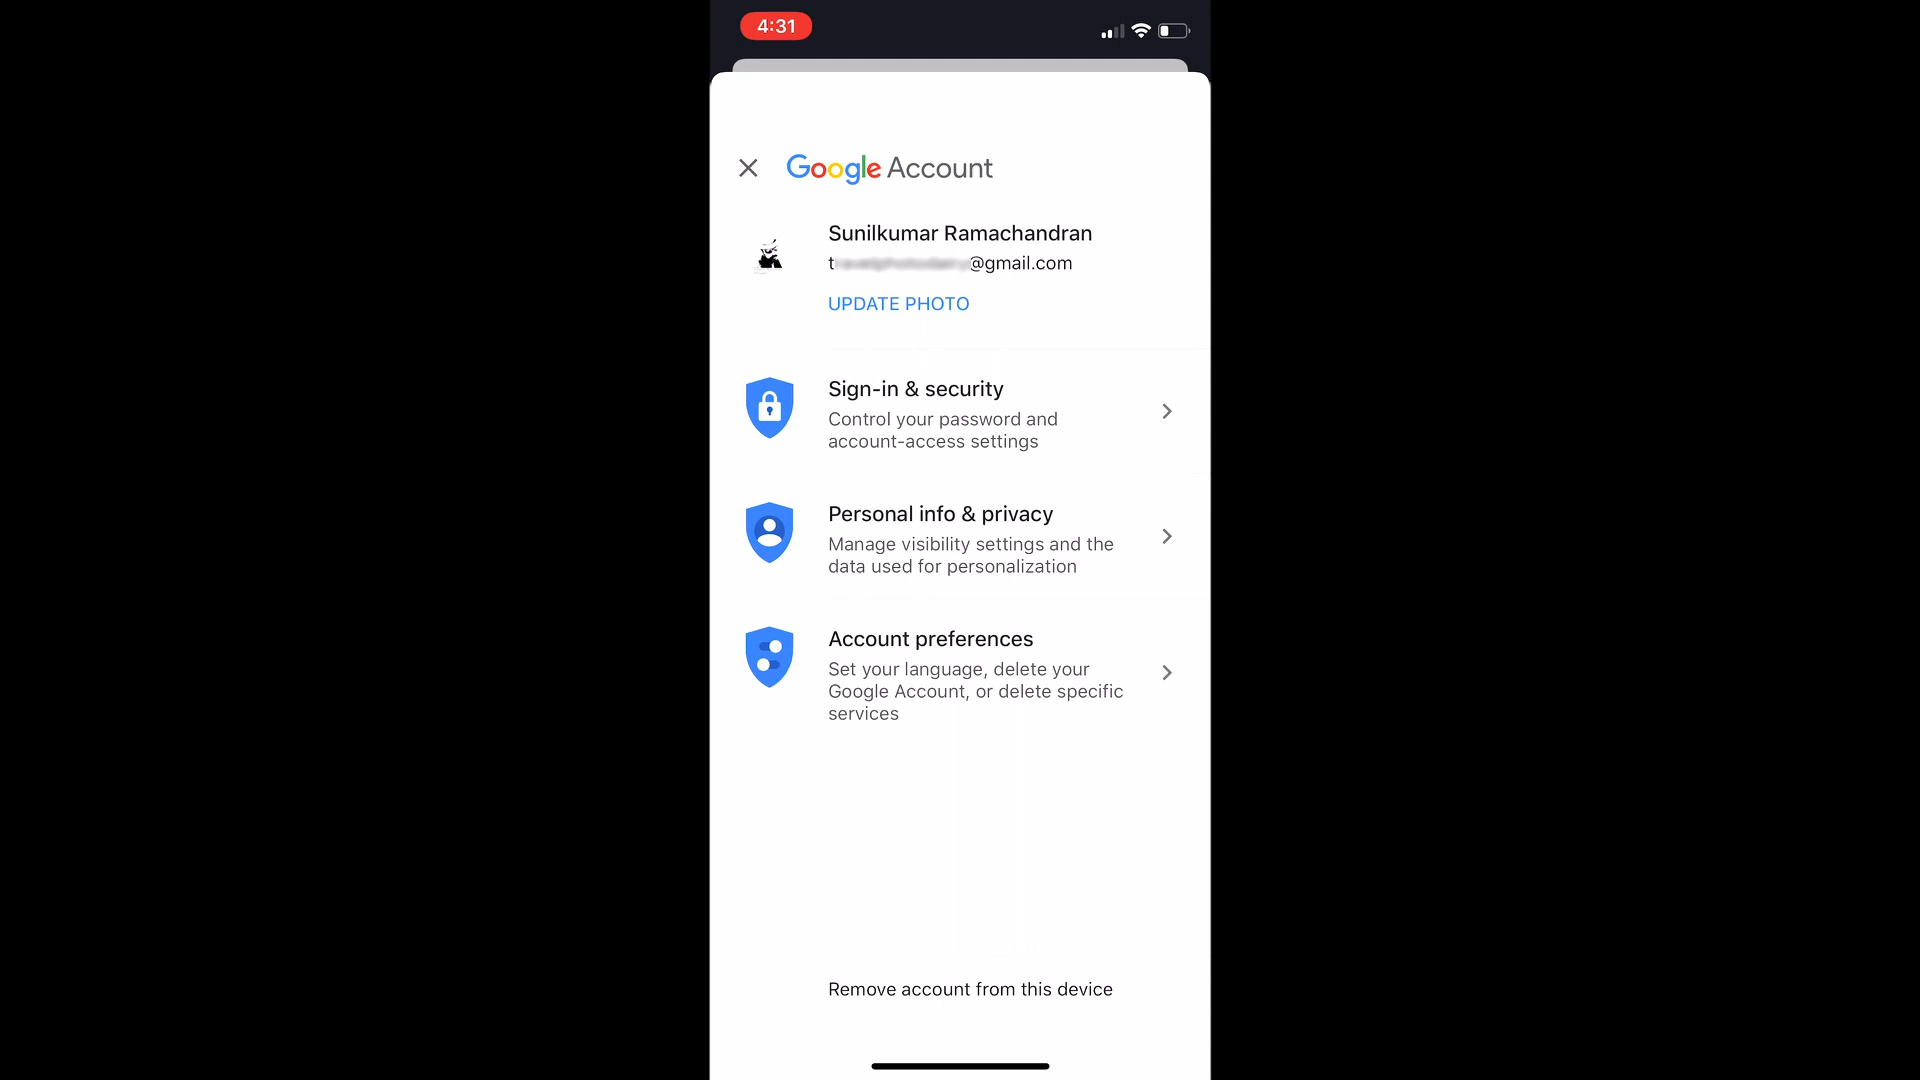 4:31
Google Account
Sunilkumar Ramachandran
t @gmail.com
UPDATE PHOTO
Sign-in & security
Control your password and
account-access settings
Personal info & privacy
Manage visibility settings and the
data used for personalization
Account preferences
Set your language, delete your
Google Account, or delete specific
services
Remove account from this device